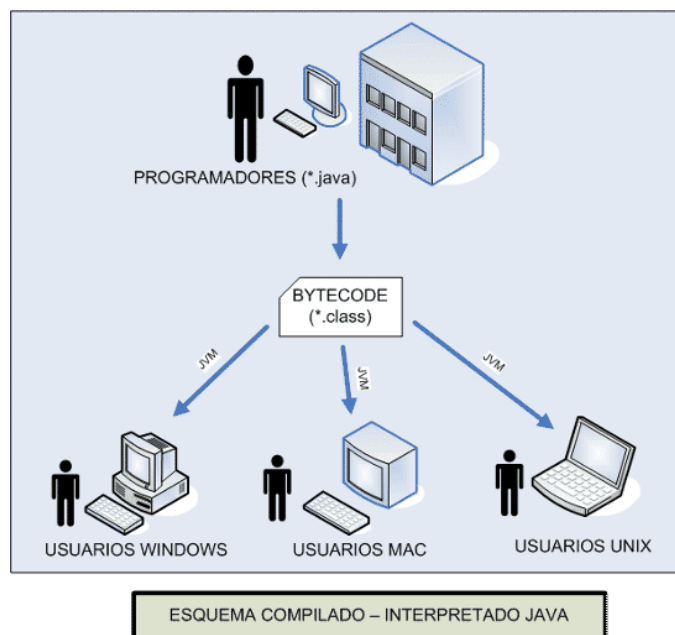 PROGRAMADORES (*.java)
BYTECODE
(*.class)
JVM
JVM
JVM
USUARIOS WINDOWS
USUARIOS MAC
USUARIOS UNIX
ESQUEMA COMPILADO – INTERPRETADO JAVA